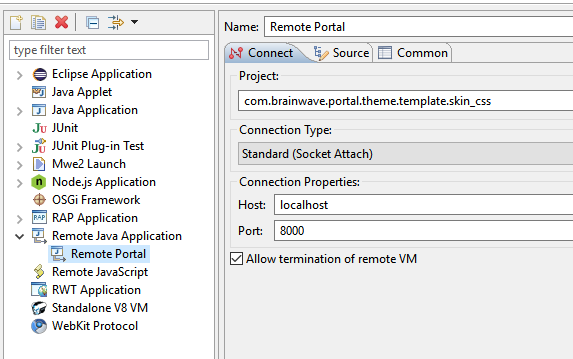 type filter text
Eclipse Application
Java Applet
Java Application
JUnit
JUnit Plug-in Test
Mwe2 Launch
Node.js Application
OSGi Framework
RAP Application
Remote Java Application
Remote Portal
Remote JavaScript
RWT Application
Standalone V8 VM
WebKit Protocol
Name: Remote Portal
Connect Source Common
Project:
com.brainwave.portal.theme.template.skin_css
Connection Type:
Standard (Socket Attach)
Connection Properties:
Host: localhost
Port: 8000
Allow termination of remote VM